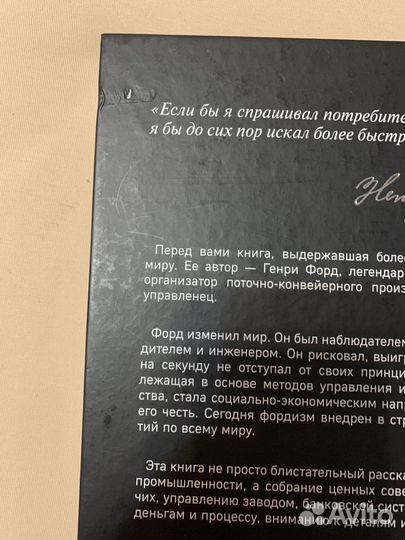 «Если бы я спрашивал потребите
я бы до сих пор искал более быстр
Перед вами книга, выдержавшая боле
миру. Ее автор — Генри Форд, легендар
организатор поточно-конвейерного произ
управленец.
Форд изменил мир. Он был наблюдателем
дителем и инженером. Он рисковал, выиг
на секунду не отступал от своих принци
лежащая в основе методов управления и
ства, стала социально-экономическим нап
его честь. Сегодня фордизм внедрен в стр
тий по всему миру.
Эта книга не просто блистательный расска
промышленности, а собрание ценных сове
чих, управлению заводом, банковской сист
деньгам и процессу, вниманию к деталям и
Avito